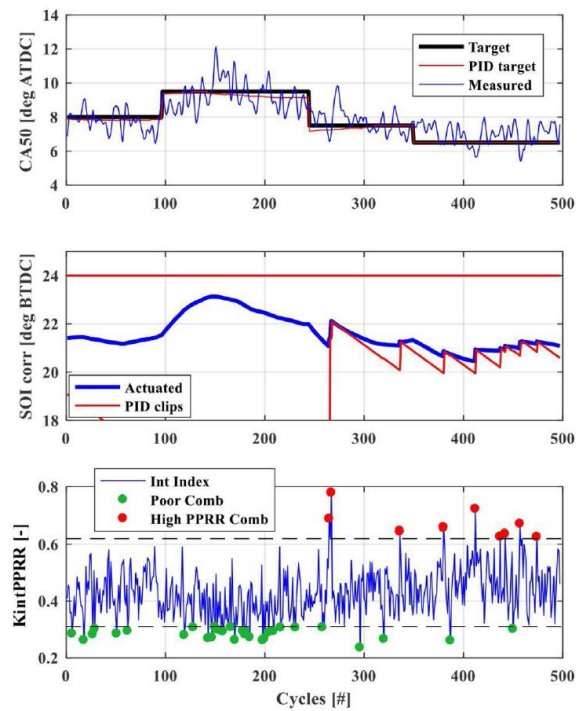 14
12
10
8
6
4
CA50 [deg ATDC]
Target
PID target
Measured
0 100 200 300 400 500
26
24
22
20
18
SOI corr [deg BTDC]
Actuated
PID clips
0 100 200 300 400 500
Int Index
Poor Comb
High PPRR Comb
0.8
0.6
0.4
0.2
KintPPRR [-]
0 100 200 300 400 500
Cycles [#]